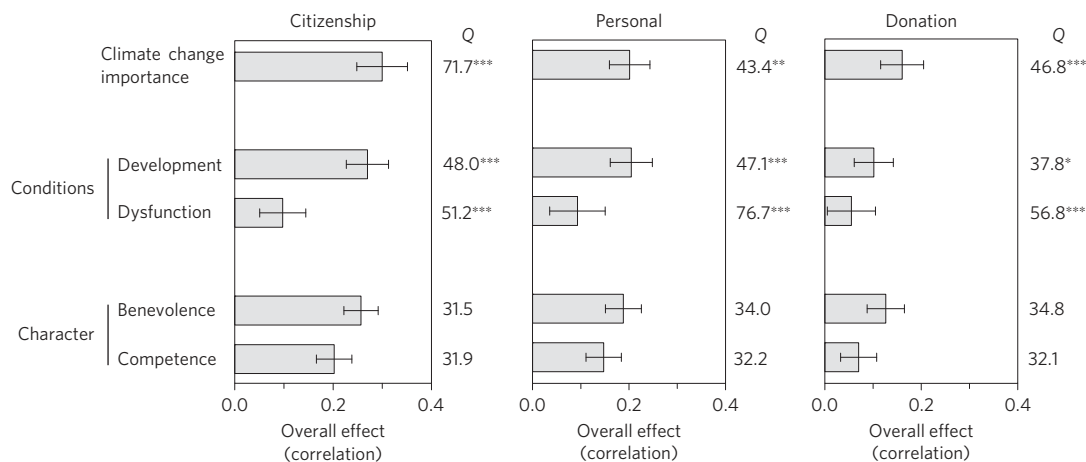 Citizenship
Personal
Donation
Q
Q
Q
Climate change
importance
71.7***
43.4**
46.8***
Conditions
Development
48.0***
47.1***
37.8*
Dysfunction
51.2***
76.7***
56.8***
Character
Benevolence
31.5
34.0
34.8
Competence
31.9
32.2
32.1
0.0 0.2 0.4
0.0 0.2 0.4
0.0 0.2 0.4
Overall effect
(correlation)
Overall effect
(correlation)
Overall effect
(correlation)